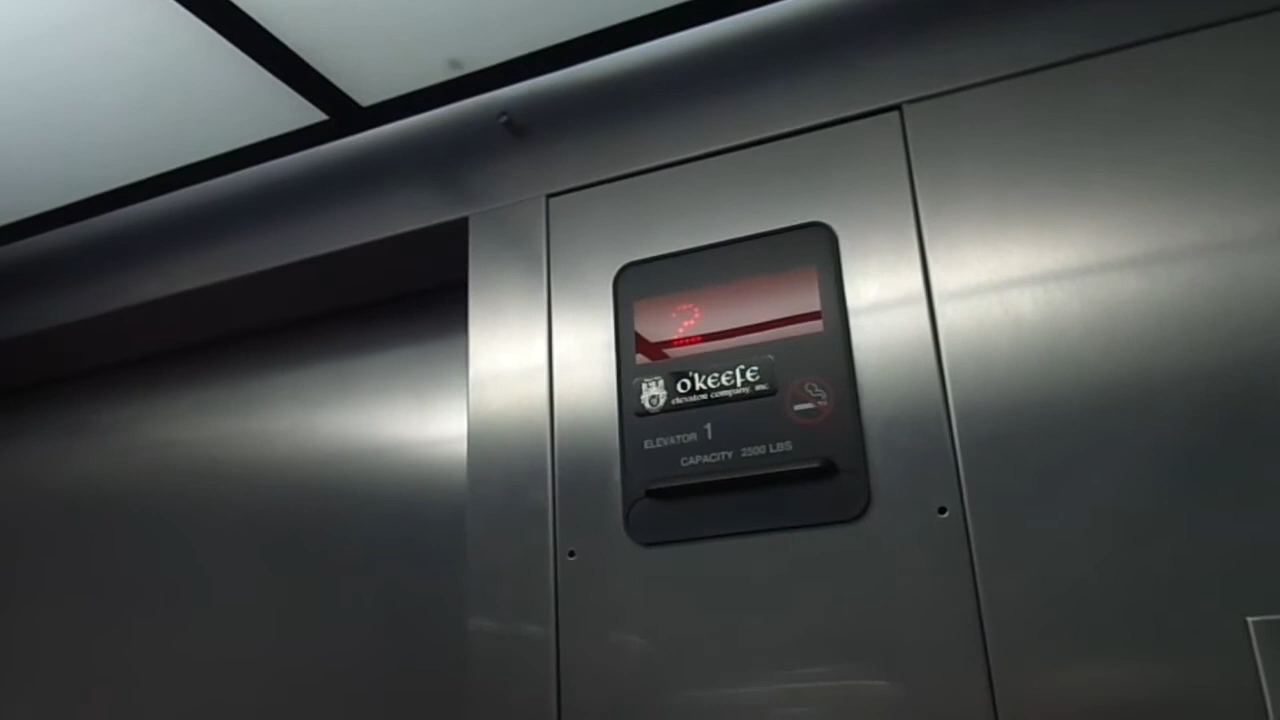 2
o'keefe
elevator company, inc
ELEVATOR 1
CAPACITY 2500 LBS